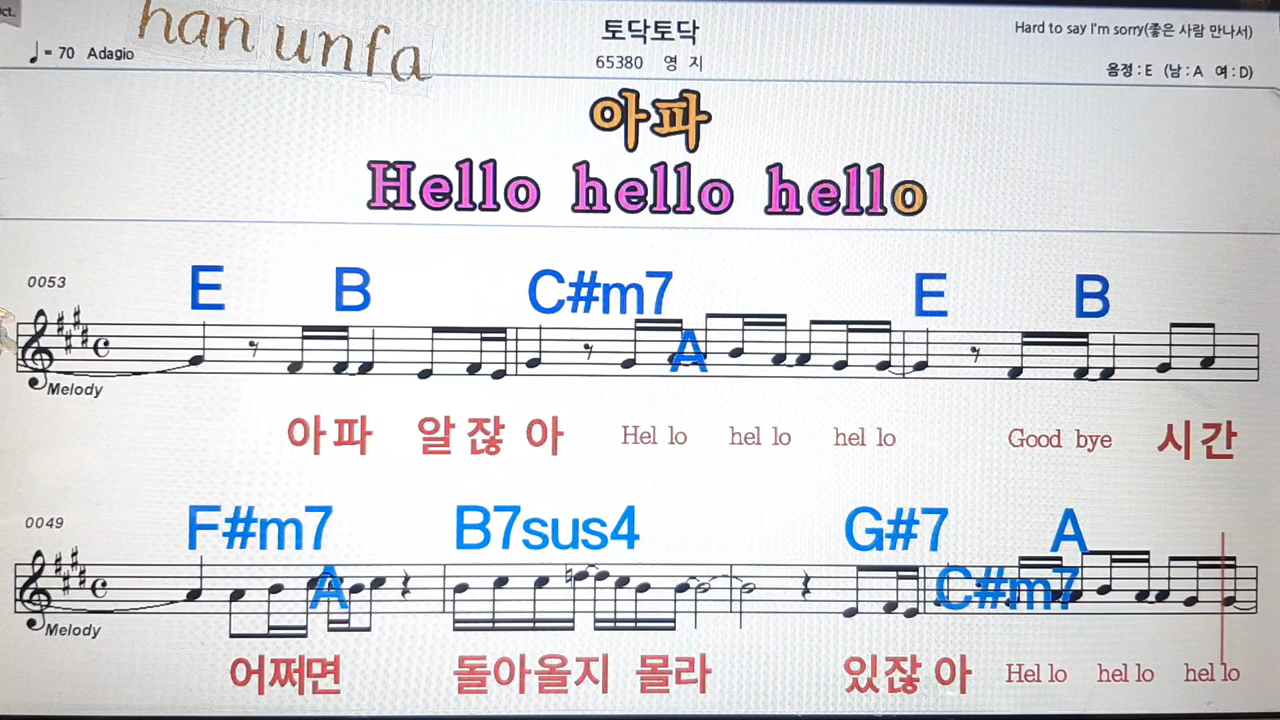 ct.
han unfa
♩= 70 Adagio
토닥토닥
65380 영 지
Hard to say I'm sorry(좋은 사람 만나서)
음정 : E (남 : A 여 : D)
아파
Hello hello hello
0053
E B C#m7 A E B
Melody
아파 알잖 아 Hel lo hel lo hel lo Good bye 시간
0049
F#m7 A B7sus4 G#7 C#m7 A
Melody
어쩌면 돌아올지 몰라 있잖 아 Hel lo hel lo hel lo